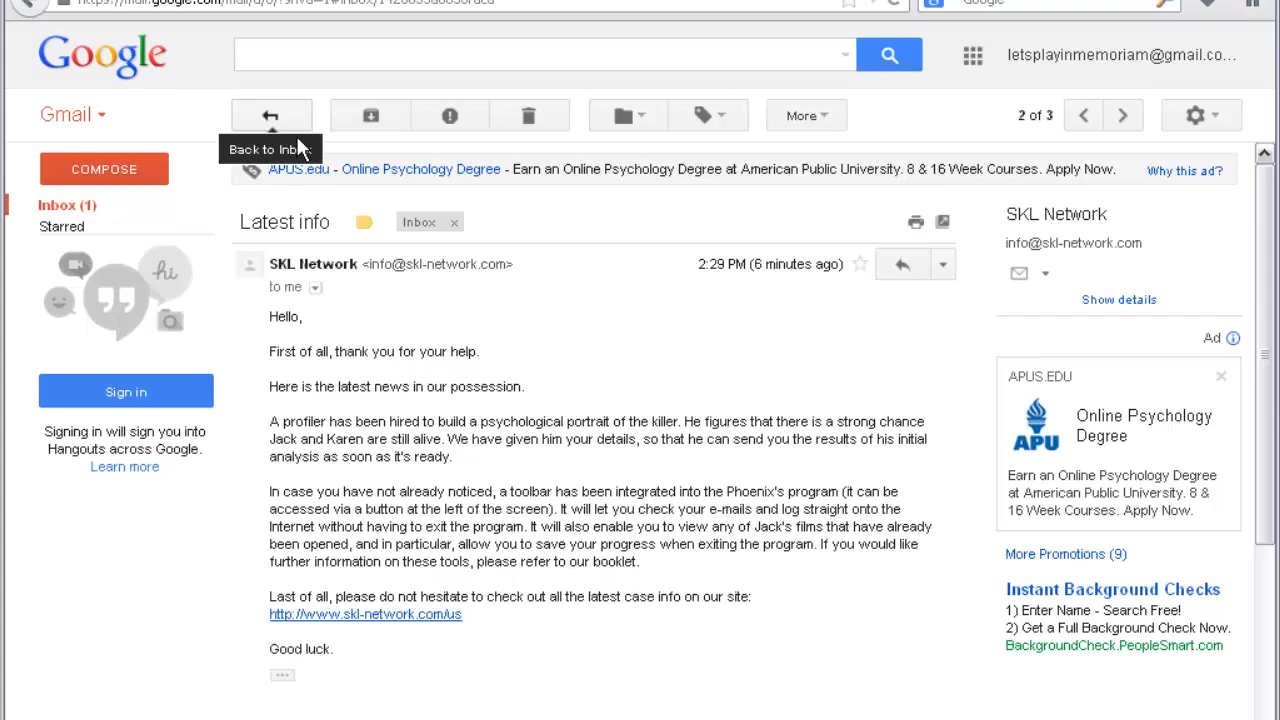 Google
Google
letsplayinmemoriam@gmail.co...
Gmail
More
2 of 3
Back to
COMPOSE
APUS.edu - Online Psychology Degree - Earn an Online Psychology Degree at American Public University. 8 & 16 Week Courses. Apply Now.
Why this ad?
Inbox (1)
Starred
hi
Sign in
Signing in will sign you into
Hangouts across Google.
Learn more
Latest info
Inbox x
SKL Network <info@skl-network.com>
2:29 PM (6 minutes ago)
to me
Hello,
First of all, thank you for your help.
Here is the latest news in our possession.
A profiler has been hired to build a psychological portrait of the killer. He figures that there is a strong chance
Jack and Karen are still alive. We have given him your details, so that he can send you the results of his initial
analysis as soon as it's ready.
In case you have not already noticed, a toolbar has been integrated into the Phoenix's program (it can be
accessed via a button at the left of the screen). It will let you check your e-mails and log straight onto the
Internet without having to exit the program. It will also enable you to view any of Jack's films that have already
been opened, and in particular, allow you to save your progress when exiting the program. If you would like
further information on these tools, please refer to our booklet.
Last of all, please do not hesitate to check out all the latest case info on our site:
http://www.skl-network.com/us
Good luck.
SKL Network
info@skl-network.com
Show details
Ad
APUS.EDU
APU
Online Psychology
Degree
Earn an Online Psychology Degree
at American Public University. 8 &
16 Week Courses. Apply Now.
More Promotions (9)
Instant Background Checks
1) Enter Name - Search Free!
2) Get a Full Background Check Now.
BackgroundCheck.PeopleSmart.com